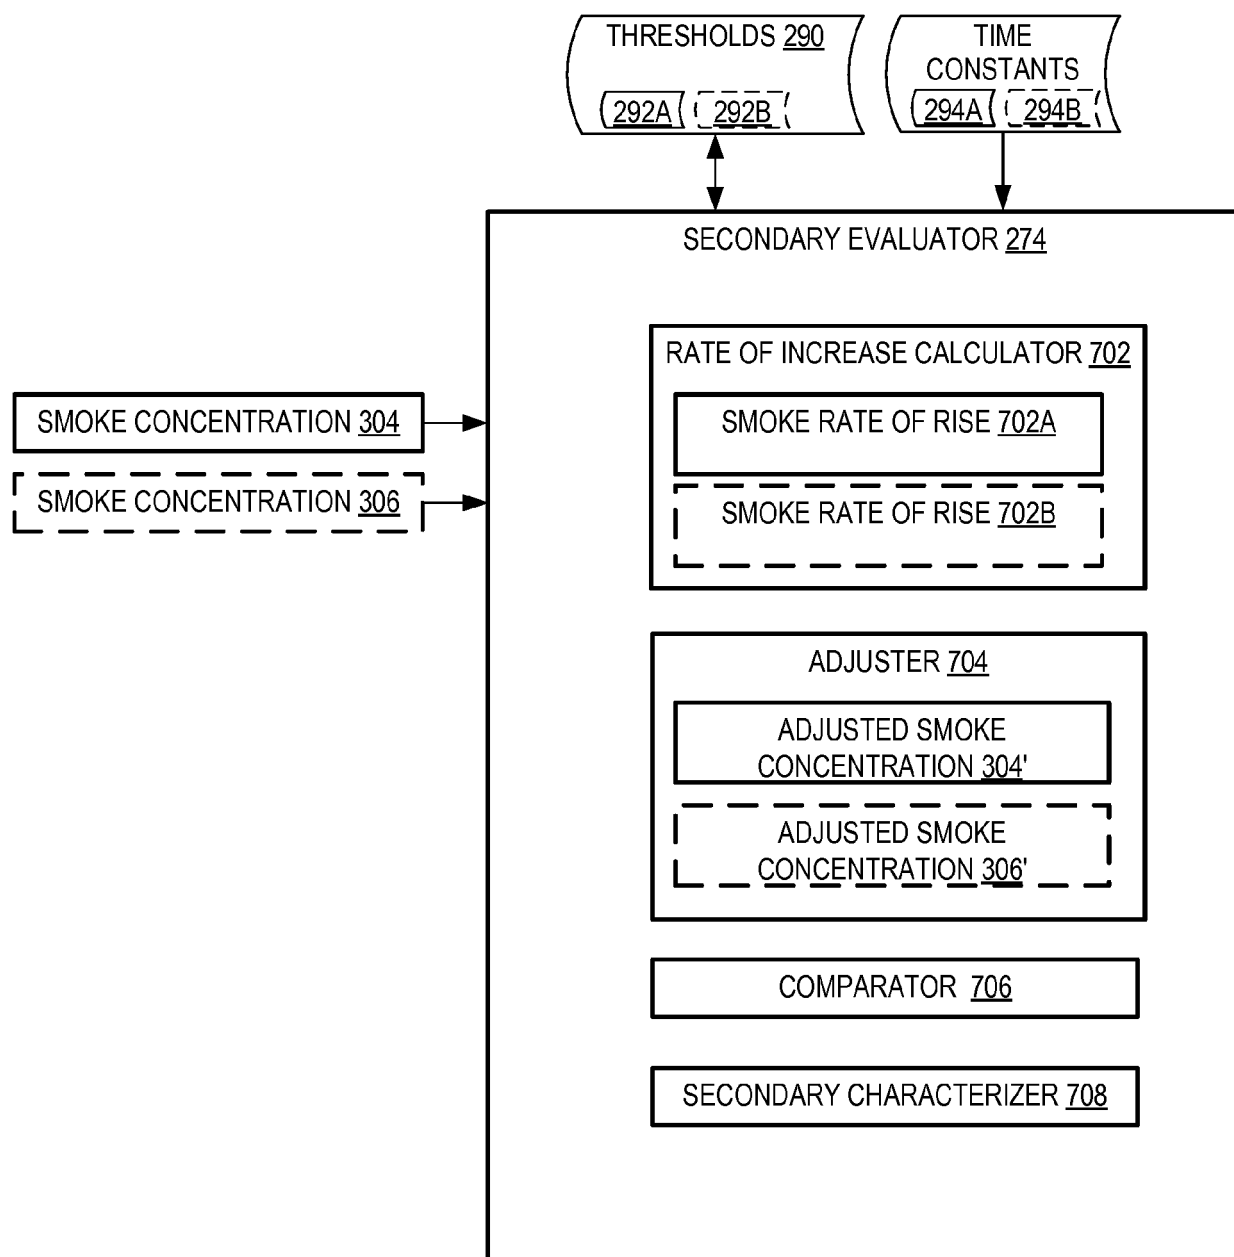 THRESHOLDS 290
292A 292B
TIME
CONSTANTS
294A 294B
SECONDARY EVALUATOR 274
SMOKE CONCENTRATION 304
SMOKE CONCENTRATION 306
RATE OF INCREASE CALCULATOR 702
SMOKE RATE OF RISE 702A
SMOKE RATE OF RISE 702B
ADJUSTER 704
ADJUSTED SMOKE
CONCENTRATION 304'
ADJUSTED SMOKE
CONCENTRATION 306'
COMPARATOR 706
SECONDARY CHARACTERIZER 708